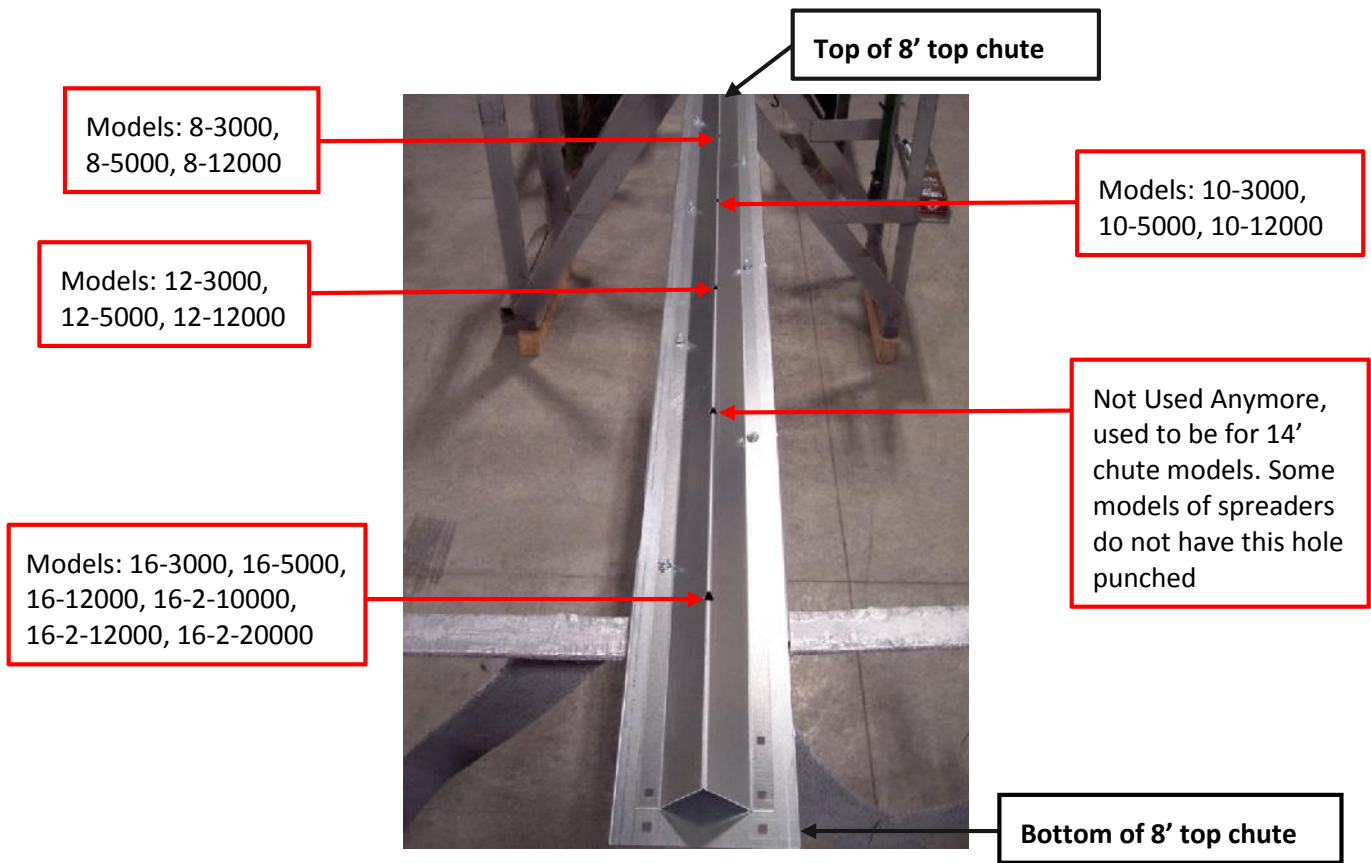 Top of 8’ top chute
Models: 8-3000,
8-5000, 8-12000
Models: 10-3000,
10-5000, 10-12000
Models: 12-3000,
12-5000, 12-12000
Not Used Anymore,
used to be for 14’
chute models. Some
models of spreaders
do not have this hole
punched
Models: 16-3000, 16-5000,
16-12000, 16-2-10000,
16-2-12000, 16-2-20000
Bottom of 8’ top chute